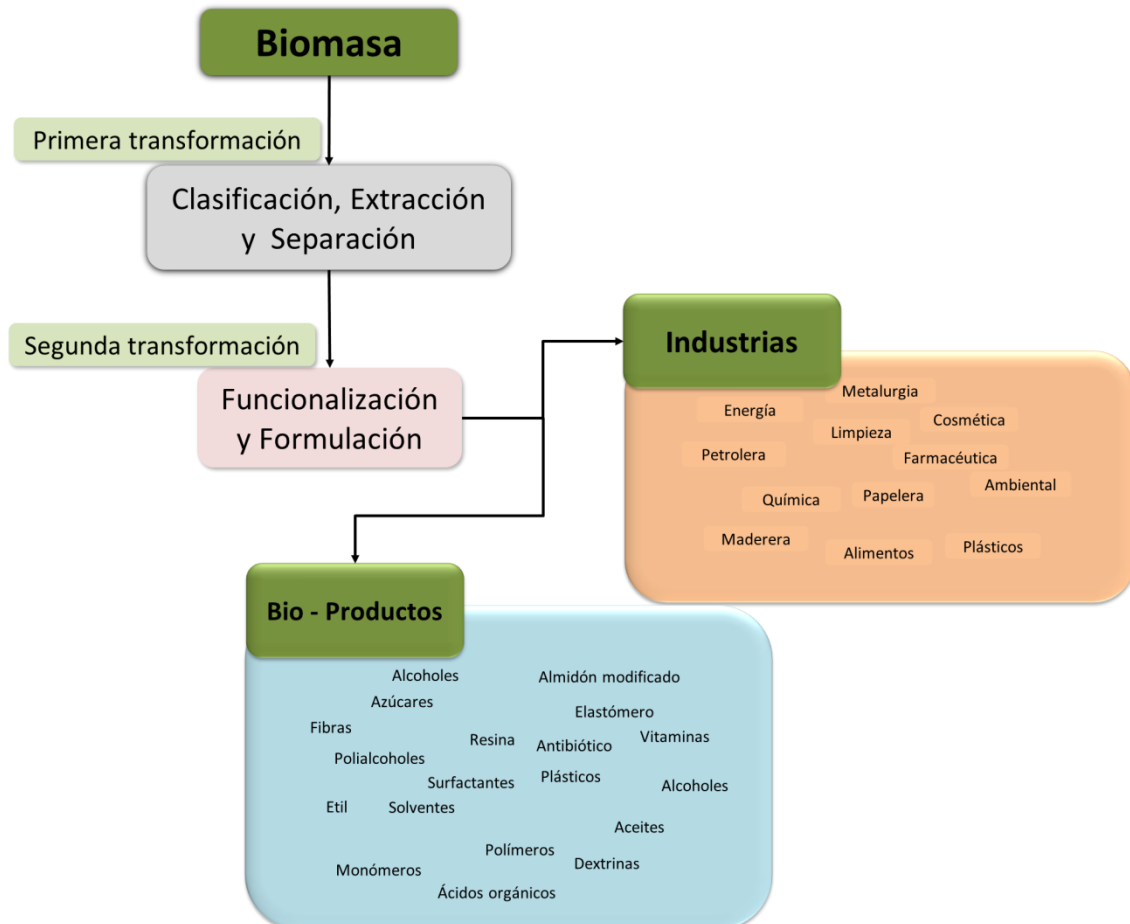 Biomasa
Primera transformación
Clasificación, Extracción
y Separación
Segunda transformación
Funcionalización
y Formulación
Industrias
Metalurgia
Energía
Cosmética
Limpieza
Petrolera
Farmacéutica
Ambiental
Química
Papelera
Maderera
Alimentos
Plásticos
Bio - Productos
Alcoholes
Almidón modificado
Azúcares
Elastómero
Fibras
Resina
Antibiótico
Vitaminas
Polialcoholes
Surfactantes
Plásticos
Alcoholes
Etil
Solventes
Aceites
Polímeros
Monómeros
Dextrinas
Ácidos orgánicos